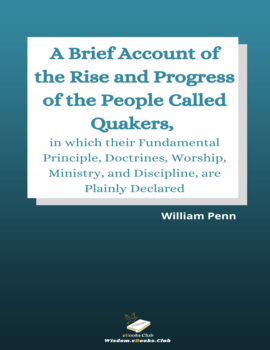 A Brief Account of
the Rise and Progress
of the People Called
Quakers,
in which their Fundamental
Principle, Doctrines, Worship,
Ministry, and Discipline, are
Plainly Declared
William Penn
eBooks Club
Wisdom.eBooks.Club